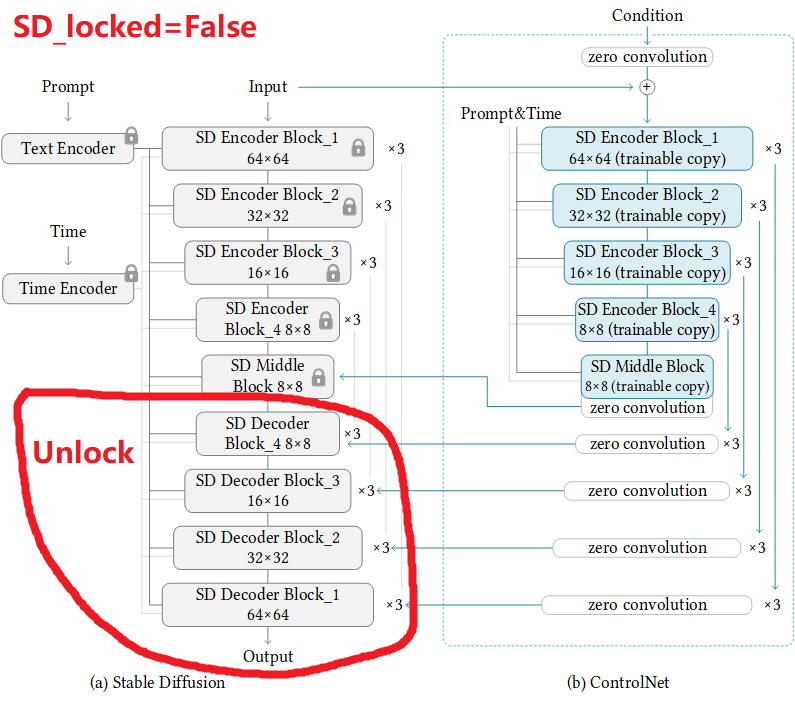 SD_locked=False
Condition
zero convolution
Prompt
Input
+
Prompt&Time
Text Encoder
SD Encoder Block_1
64×64
×3
SD Encoder Block_1
64×64 (trainable copy)
×3
SD Encoder Block_2
32×32
×3
SD Encoder Block_2
32×32 (trainable copy)
×3
Time
SD Encoder Block_3
16×16
×3
SD Encoder Block_3
16×16 (trainable copy)
×3
Time Encoder
SD Encoder
Block_4 8×8
×3
SD Encoder Block_4
8×8 (trainable copy)
×3
SD Middle
Block 8×8
SD Middle Block
8×8 (trainable copy)
zero convolution
Unlock
SD Decoder
Block_4 8×8
×3
zero convolution
×3
SD Decoder Block_3
16×16
×3
zero convolution
×3
SD Decoder Block_2
32×32
×3
zero convolution
×3
SD Decoder Block_1
64×64
×3
zero convolution
×3
Output
(a) Stable Diffusion
(b) ControlNet